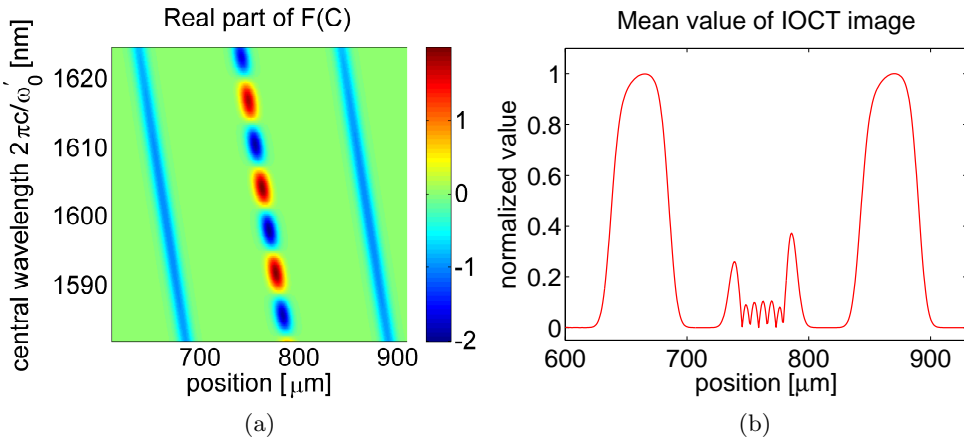 Real part of F(C)
central wavelength 2πc/ω'₀ [nm]
1620
1610
1600
1590
700 800 900
position [μm]
1
0
-1
-2
(a)
Mean value of IOCT image
normalized value
1
0.8
0.6
0.4
0.2
0
600 700 800 900
position [μm]
(b)